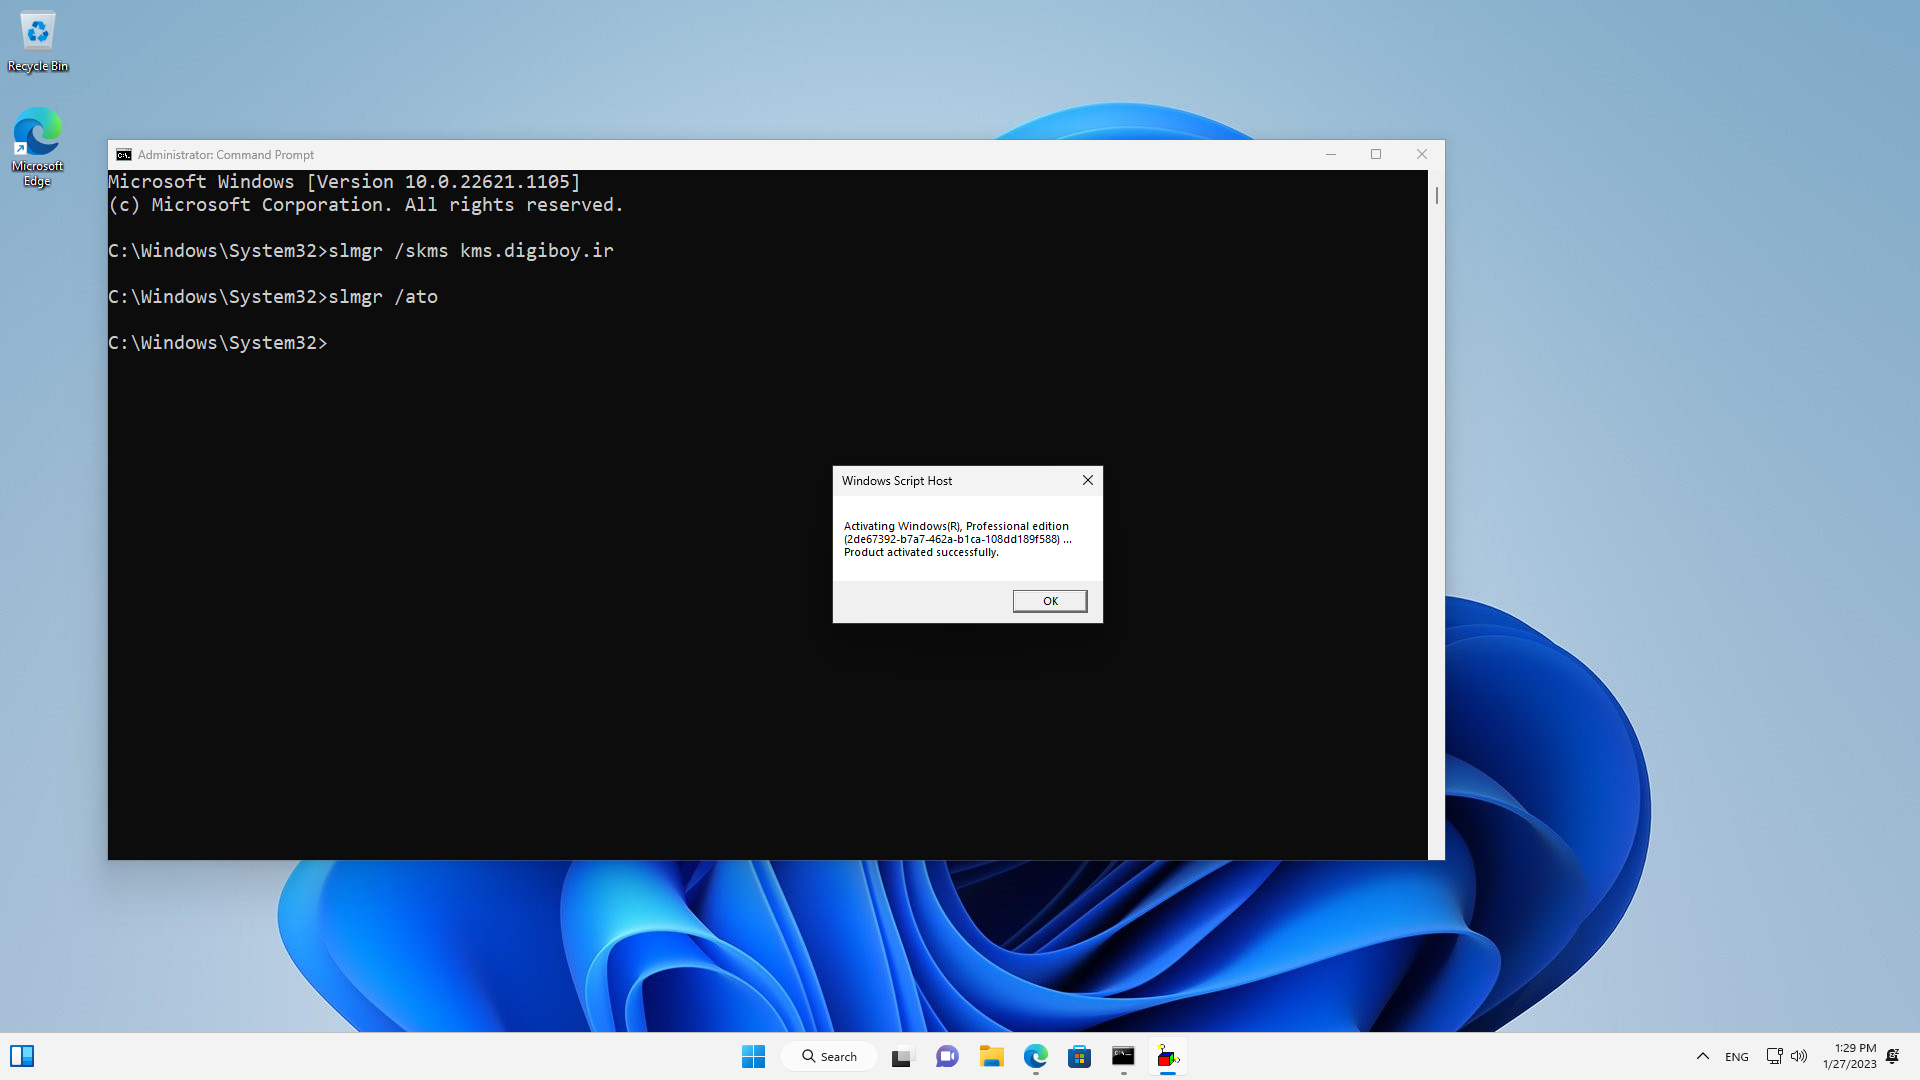 Recycle Bin
Microsoft
Edge
Administrator: Command Prompt
Microsoft Windows [Version 10.0.22621.1105]
(c) Microsoft Corporation. All rights reserved.
C:\Windows\System32>slmgr /skms kms.digiboy.ir
C:\Windows\System32>slmgr /ato
C:\Windows\System32>
Windows Script Host
Activating Windows(R), Professional edition
(2de67392-b7a7-462a-b1ca-108dd189f588) ...
Product activated successfully.
OK
Search
ENG
1:29 PM
1/27/2023